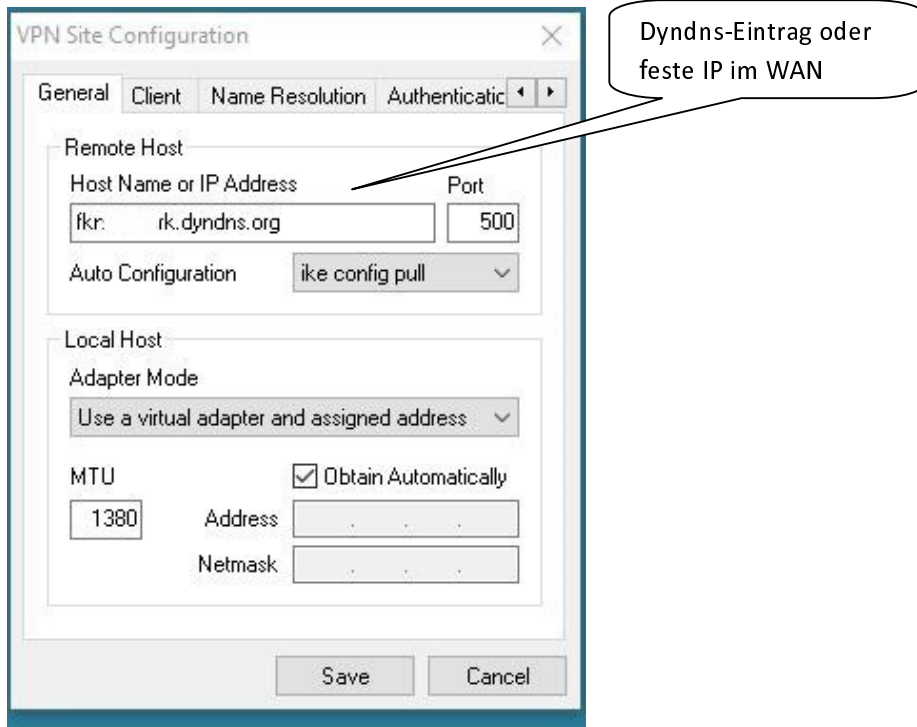 VPN Site Configuration
Dyndns-Eintrag oder
feste IP im WAN
General Client Name Resolution Authenticatic
Remote Host
Host Name or IP Address Port
fkr: rk.dyndns.org 500
Auto Configuration ike config pull
Local Host
Adapter Mode
Use a virtual adapter and assigned address
MTU Obtain Automatically
1380 Address . . .
Netmask . . .
Save Cancel